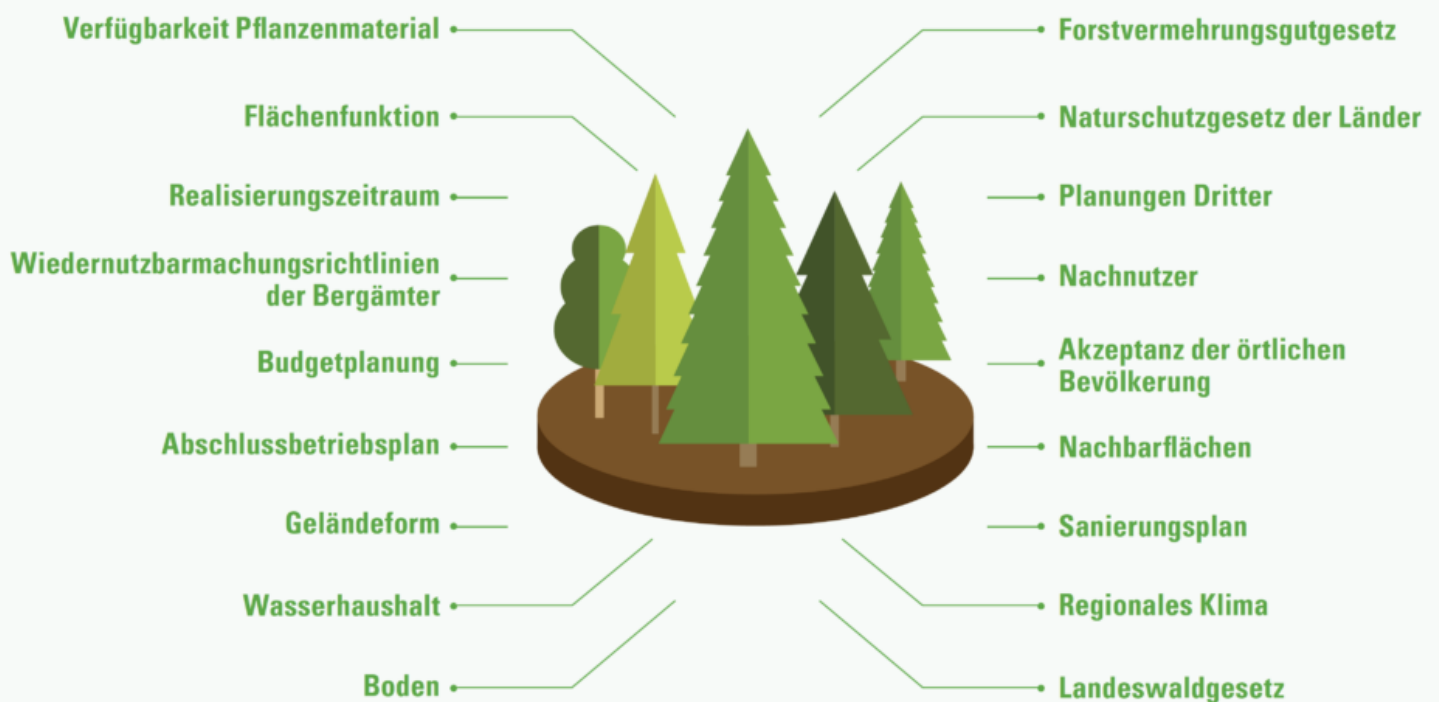 Verfügbarkeit Pflanzenmaterial
Flächenfunktion
Realisierungszeitraum
Wiedernutzbarmachungsrichtlinien
der Bergämter
Budgetplanung
Abschlussbetriebsplan
Geländeform
Wasserhaushalt
Boden
Forstvermehrungsgutgesetz
Naturschutzgesetz der Länder
Planungen Dritter
Nachnutzer
Akzeptanz der örtlichen
Bevölkerung
Nachbarflächen
Sanierungsplan
Regionales Klima
Landeswaldgesetz